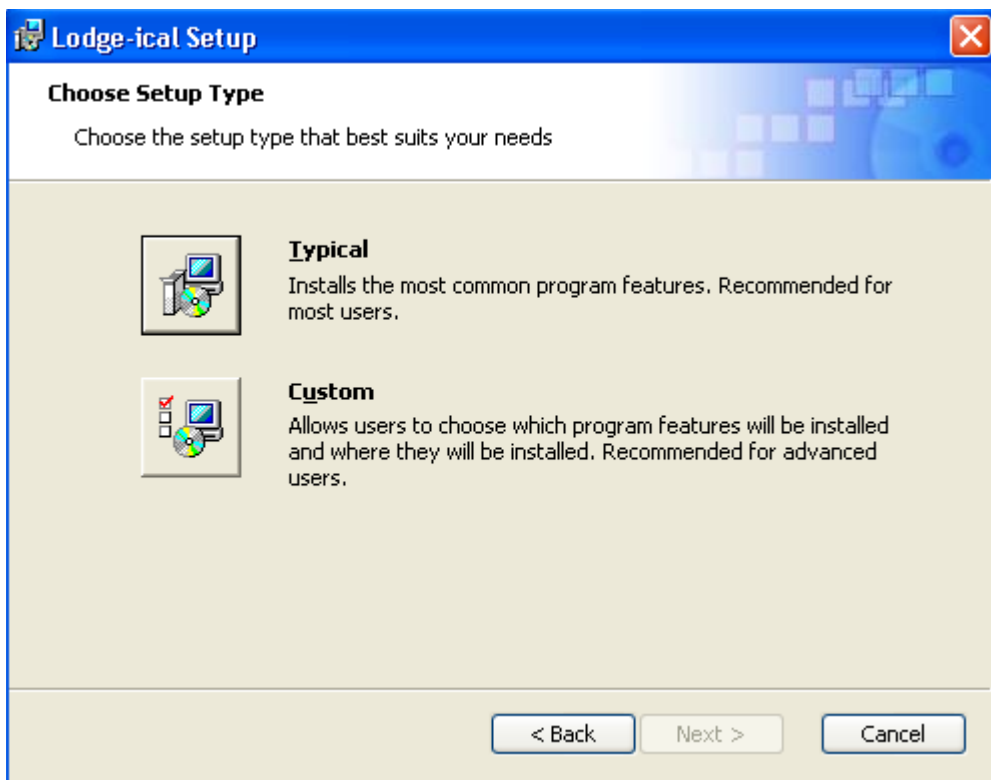 Lodge-ical Setup
Choose Setup Type
Choose the setup type that best suits your needs
Typical
Installs the most common program features. Recommended for
most users.
Custom
Allows users to choose which program features will be installed
and where they will be installed. Recommended for advanced
users.
< Back Next > Cancel